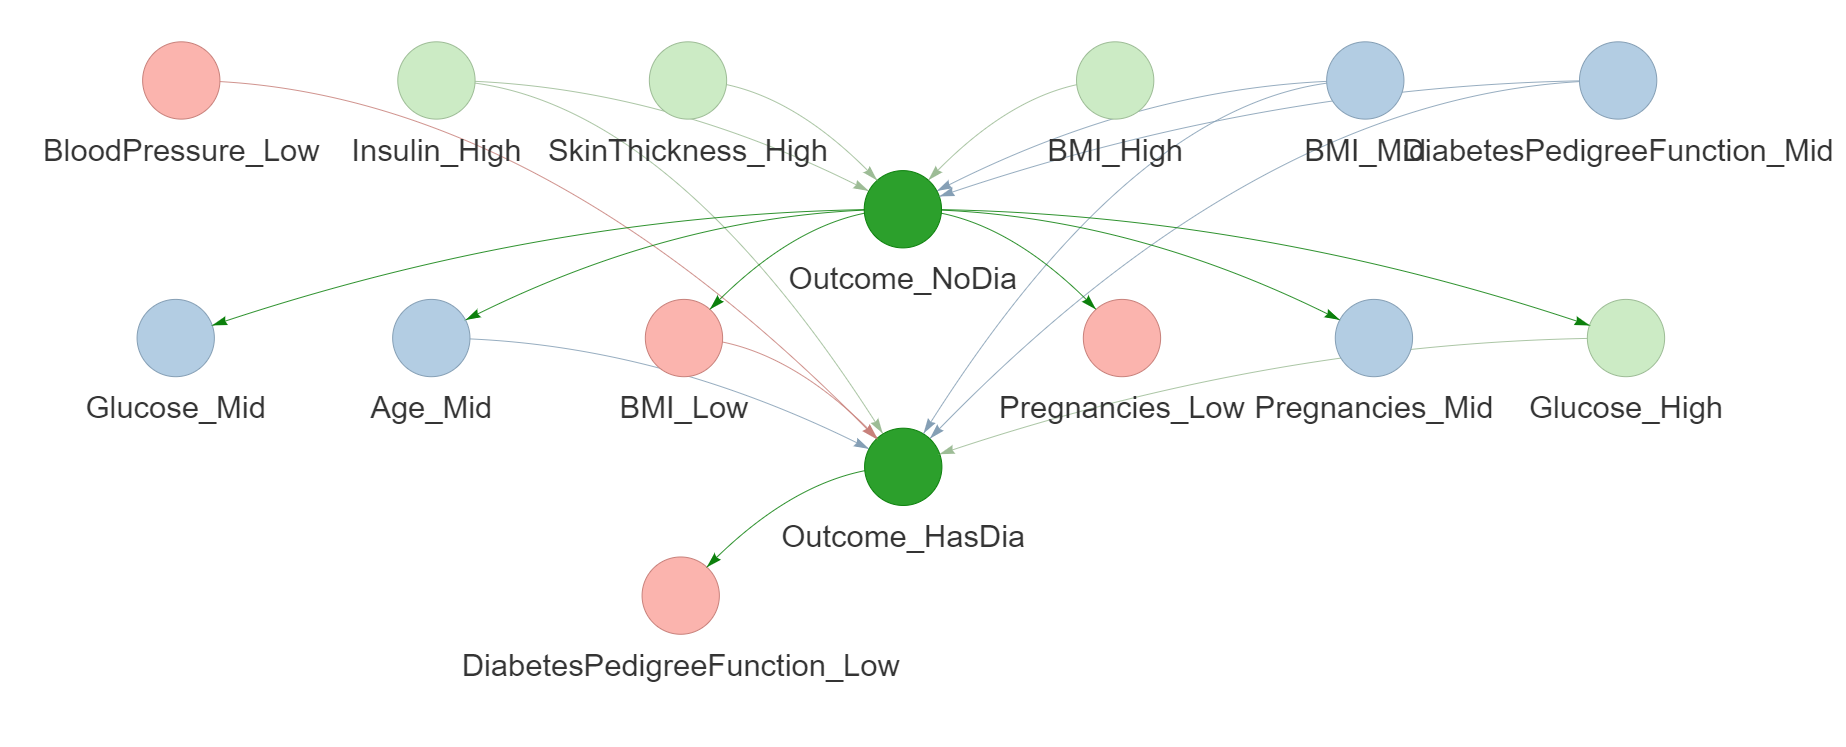 BloodPressure_Low
Insulin_High
SkinThickness_High
BMI_High
BMI_Mid
DiabetesPedigreeFunction_Mid
Outcome_NoDia
Glucose_Mid
Age_Mid
BMI_Low
Pregnancies_Low
Pregnancies_Mid
Glucose_High
Outcome_HasDia
DiabetesPedigreeFunction_Low